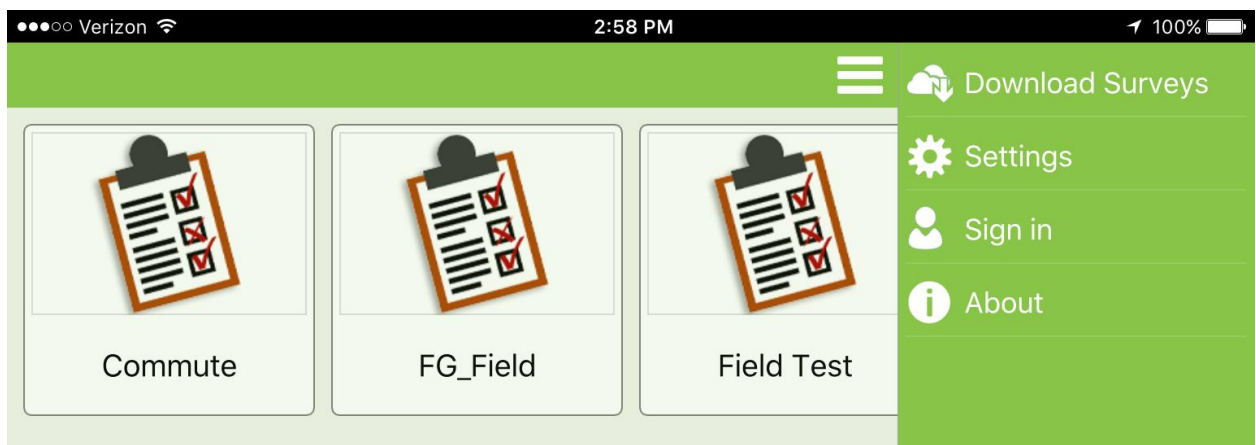 Verizon 2:58 PM 100%
Download Surveys
Settings
Sign in
About
Commute FG_Field Field Test